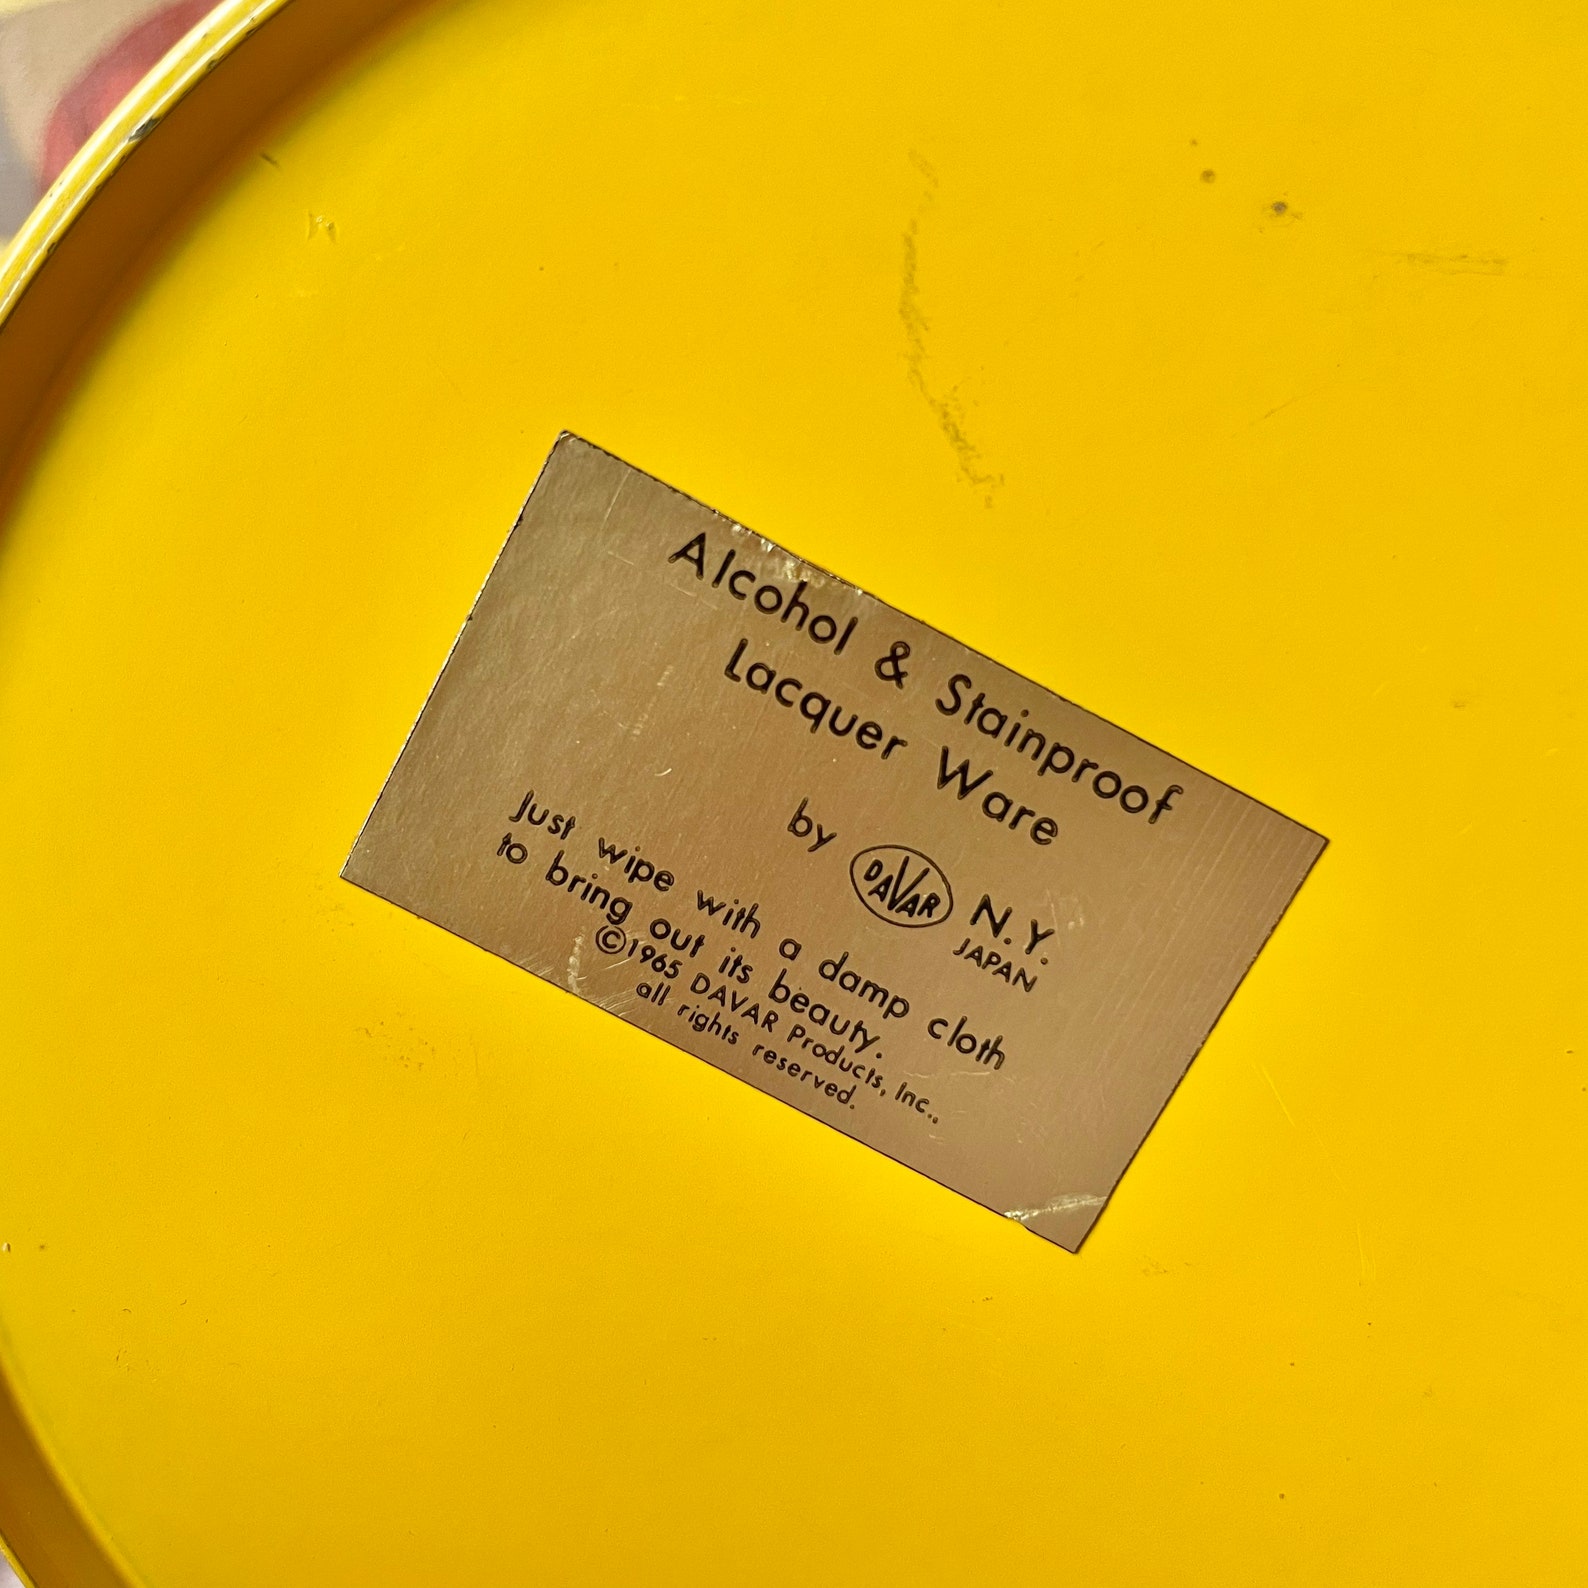 Alcohol & Stainproof
Lacquer Ware
by DAVAR N.Y.
JAPAN
Just wipe with a damp cloth
to bring out its beauty.
©1965 DAVAR Products, Inc.,
all rights reserved.